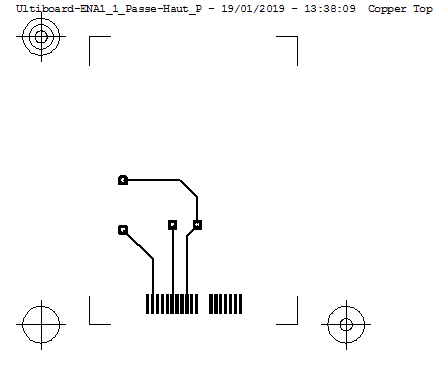 Ultiboard-ENA1_1_Passe-Haut_P - 19/01/2019 - 13:38:09 Copper Top